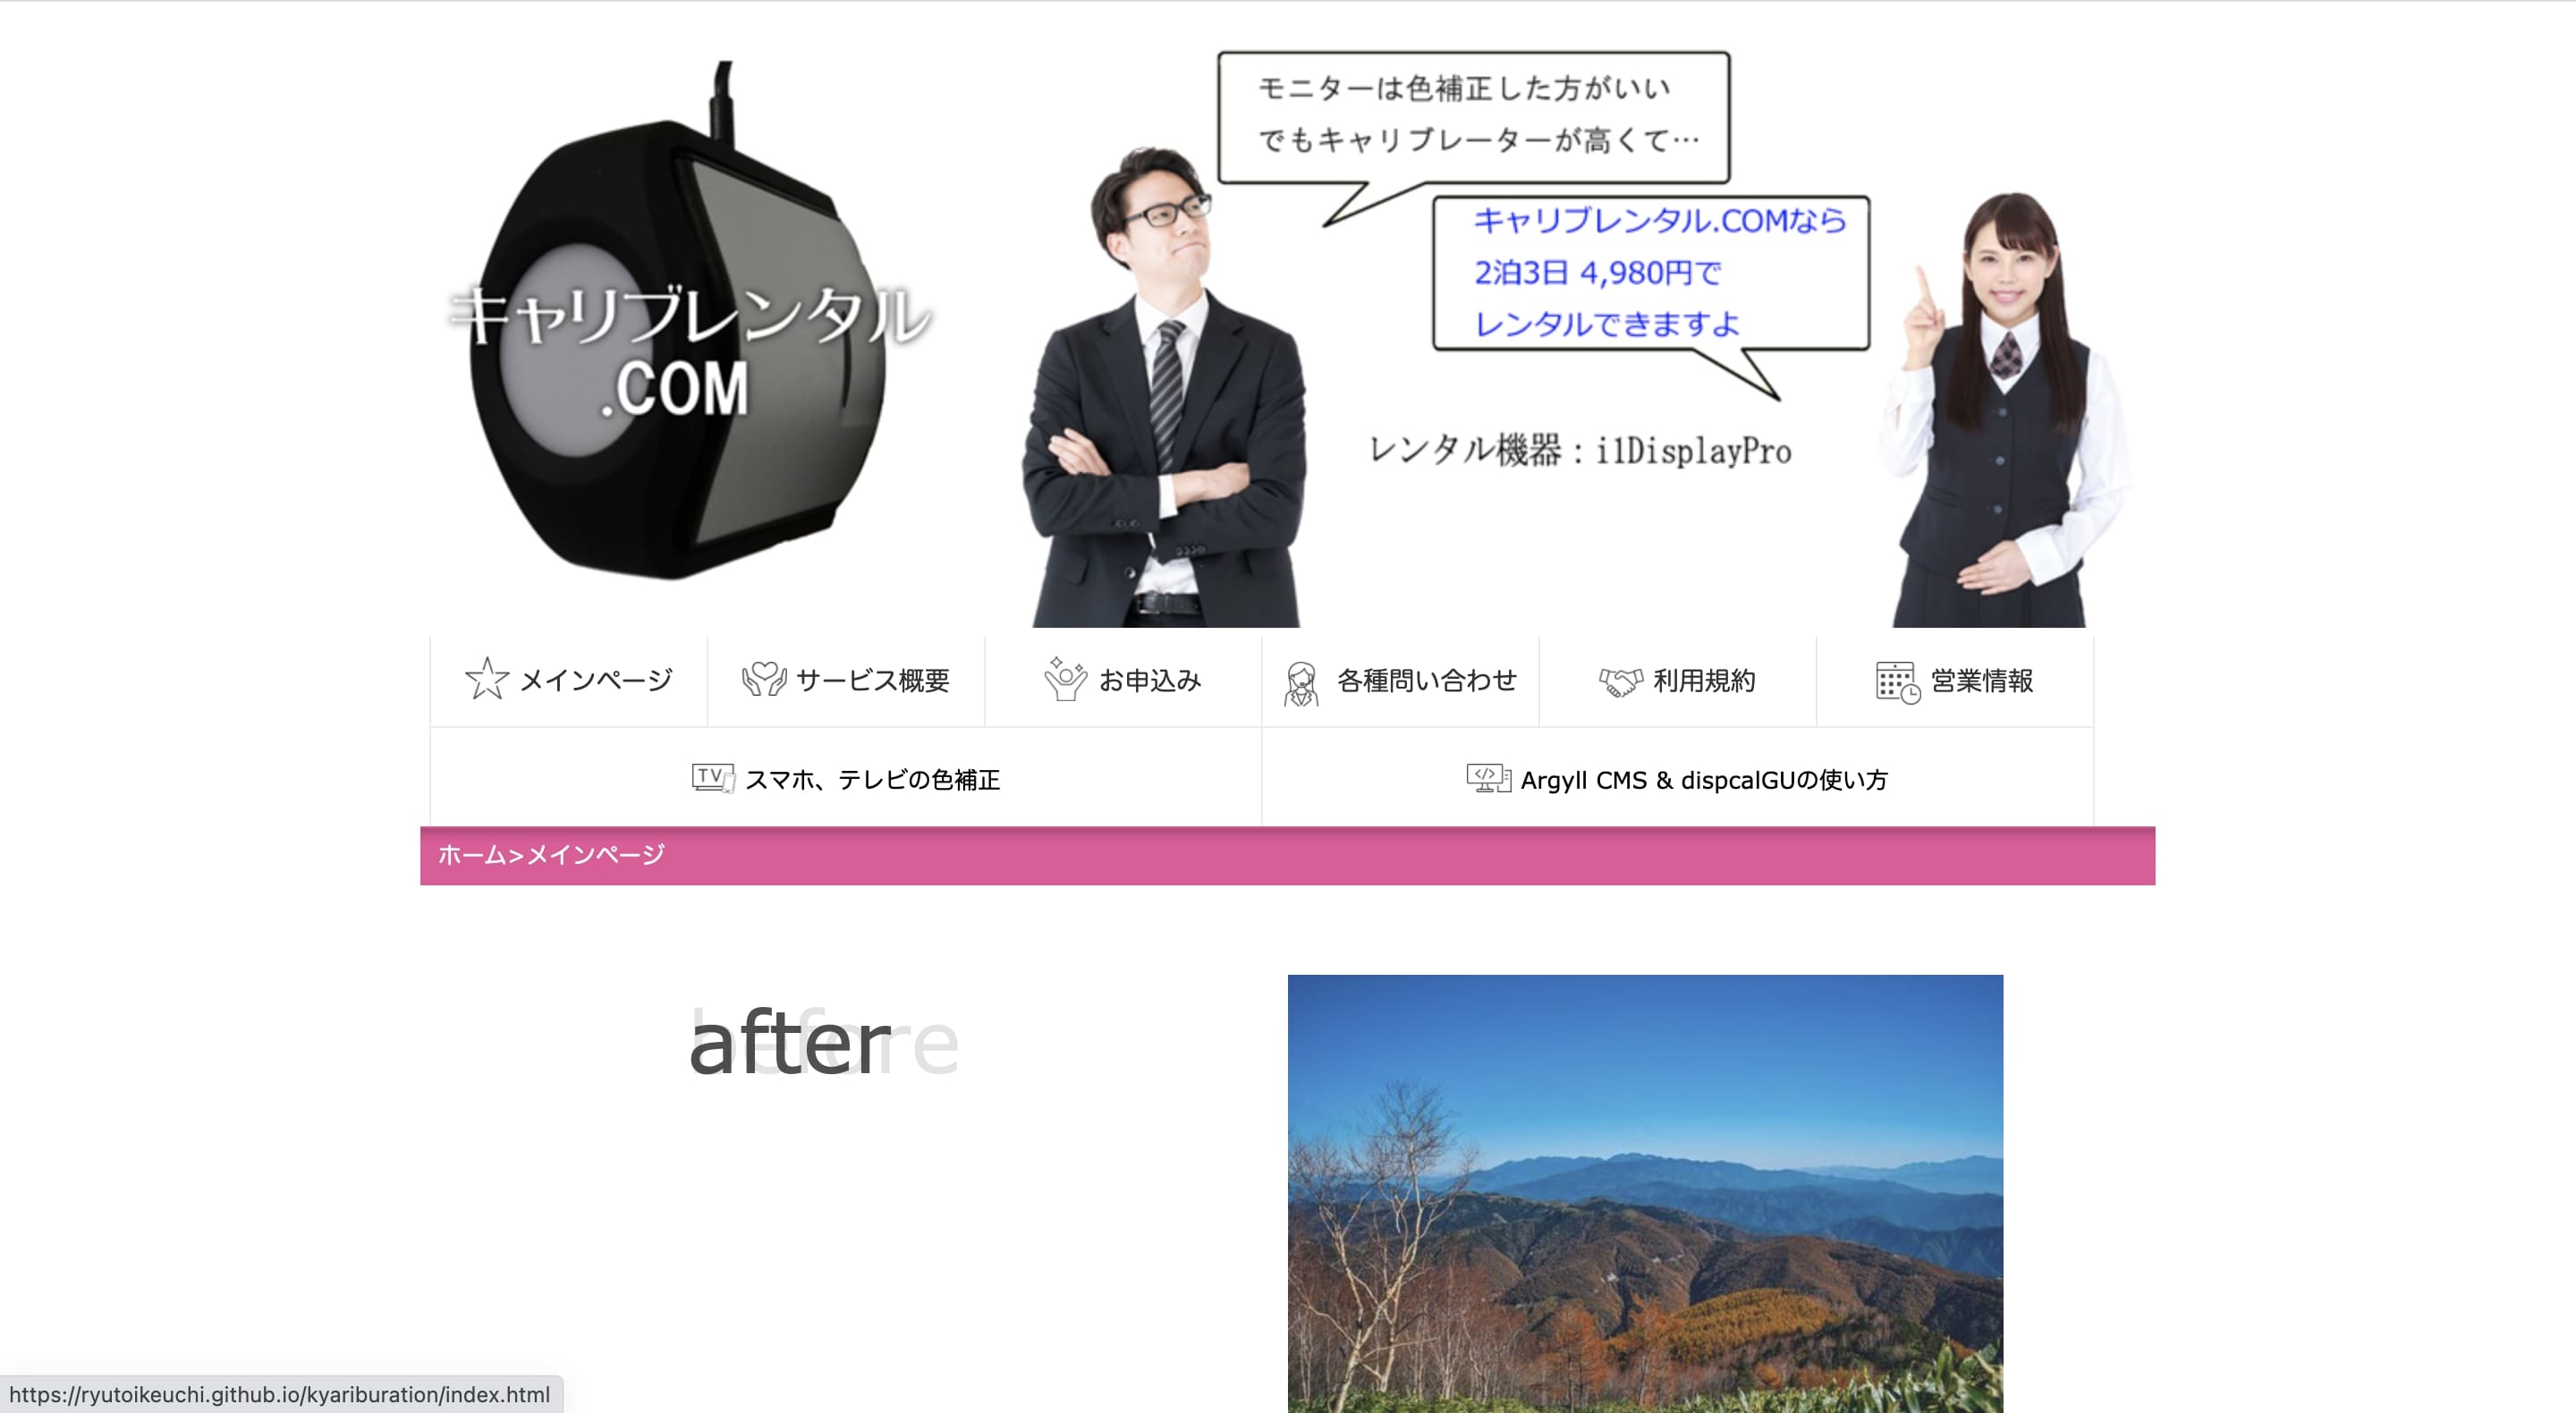 キャリブレンタル
.COM
モニターは色補正した方がいい
でもキャリブレーターが高くて…
キャリブレンタル.COMなら
2泊3日 4,980円で
レンタルできますよ
レンタル機器：i1DisplayPro
メインページ
サービス概要
お申込み
各種問い合わせ
利用規約
営業情報
TV
スマホ、テレビの色補正
</>
Argyll CMS & dispcalGUの使い方
ホーム>メインページ
before
after
https://ryutoikeuchi.github.io/kyariburation/index.html